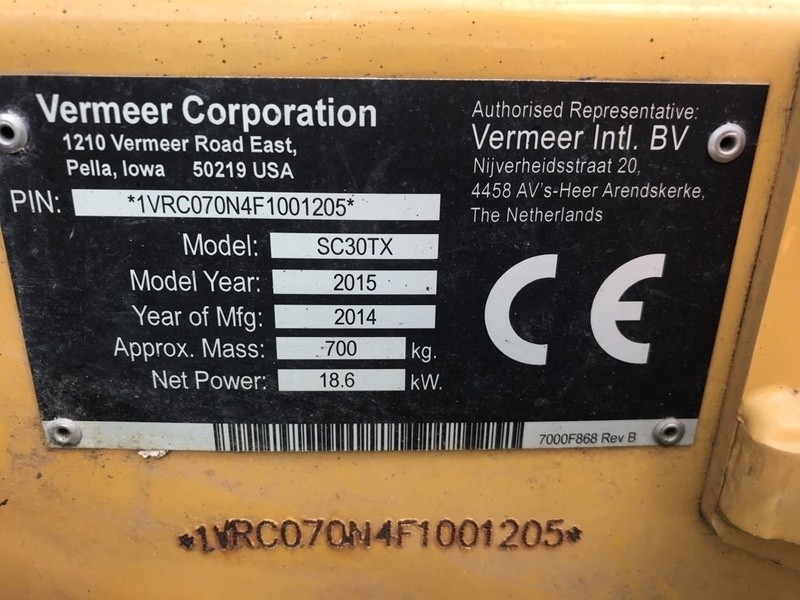 Vermeer Corporation
1210 Vermeer Road East,
Pella, Iowa 50219 USA
Authorised Representative:
Vermeer Intl. BV
Nijverheidsstraat 20,
4458 AV's-Heer Arendskerke,
The Netherlands
PIN: *1VRC070N4F1001205*
Model: SC30TX
Model Year: 2015
Year of Mfg: 2014
Approx. Mass: 700 kg.
Net Power: 18.6 kW.
CE
7000F868 Rev B
*1VRC070N4F1001205*